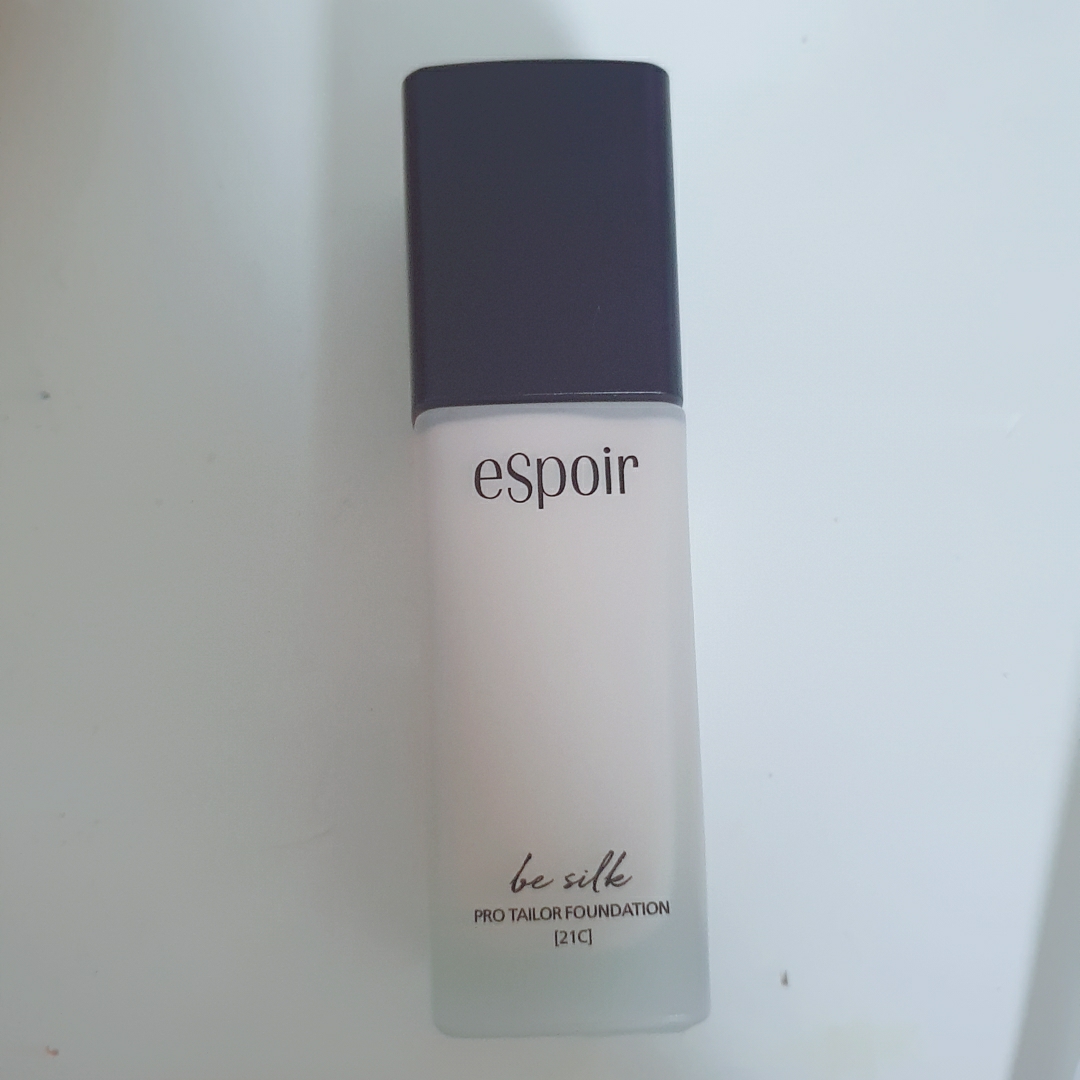 espoir
be silk
PRO TAILOR FOUNDATION
[21C]